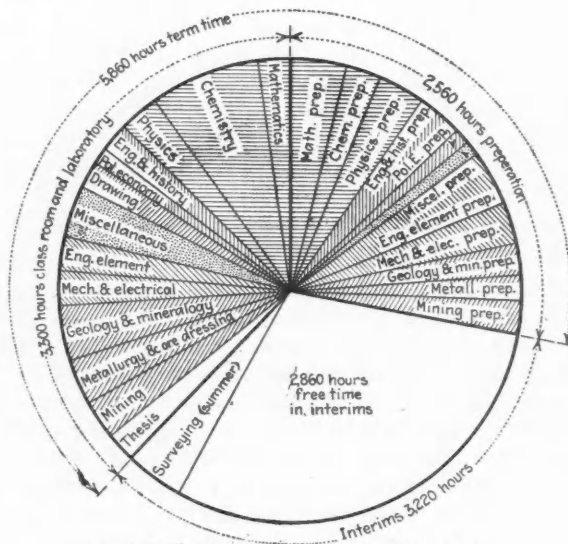 5,860 hours term time
2,560 hours preperation
3,300 hours class room and laboratory
Interims 3,220 hours
Mathematics
Chemistry
Physics
Eng. & history
Pol. economy
Drawing
Miscellaneous
Eng. element
Mech. & electrical
Geology & mineralogy
Metallurgy & ore dressing
Mining
Thesis
Surveying (summer)
Math. prep.
Chem. prep.
Physics prep.
Eng & hist. prep
Pol E. prep.
Miscel. prep.
Eng. element prep.
Mech & elec. prep.
Geology & min. prep.
Metall. prep.
Mining prep.
2,860 hours
free time
in interims